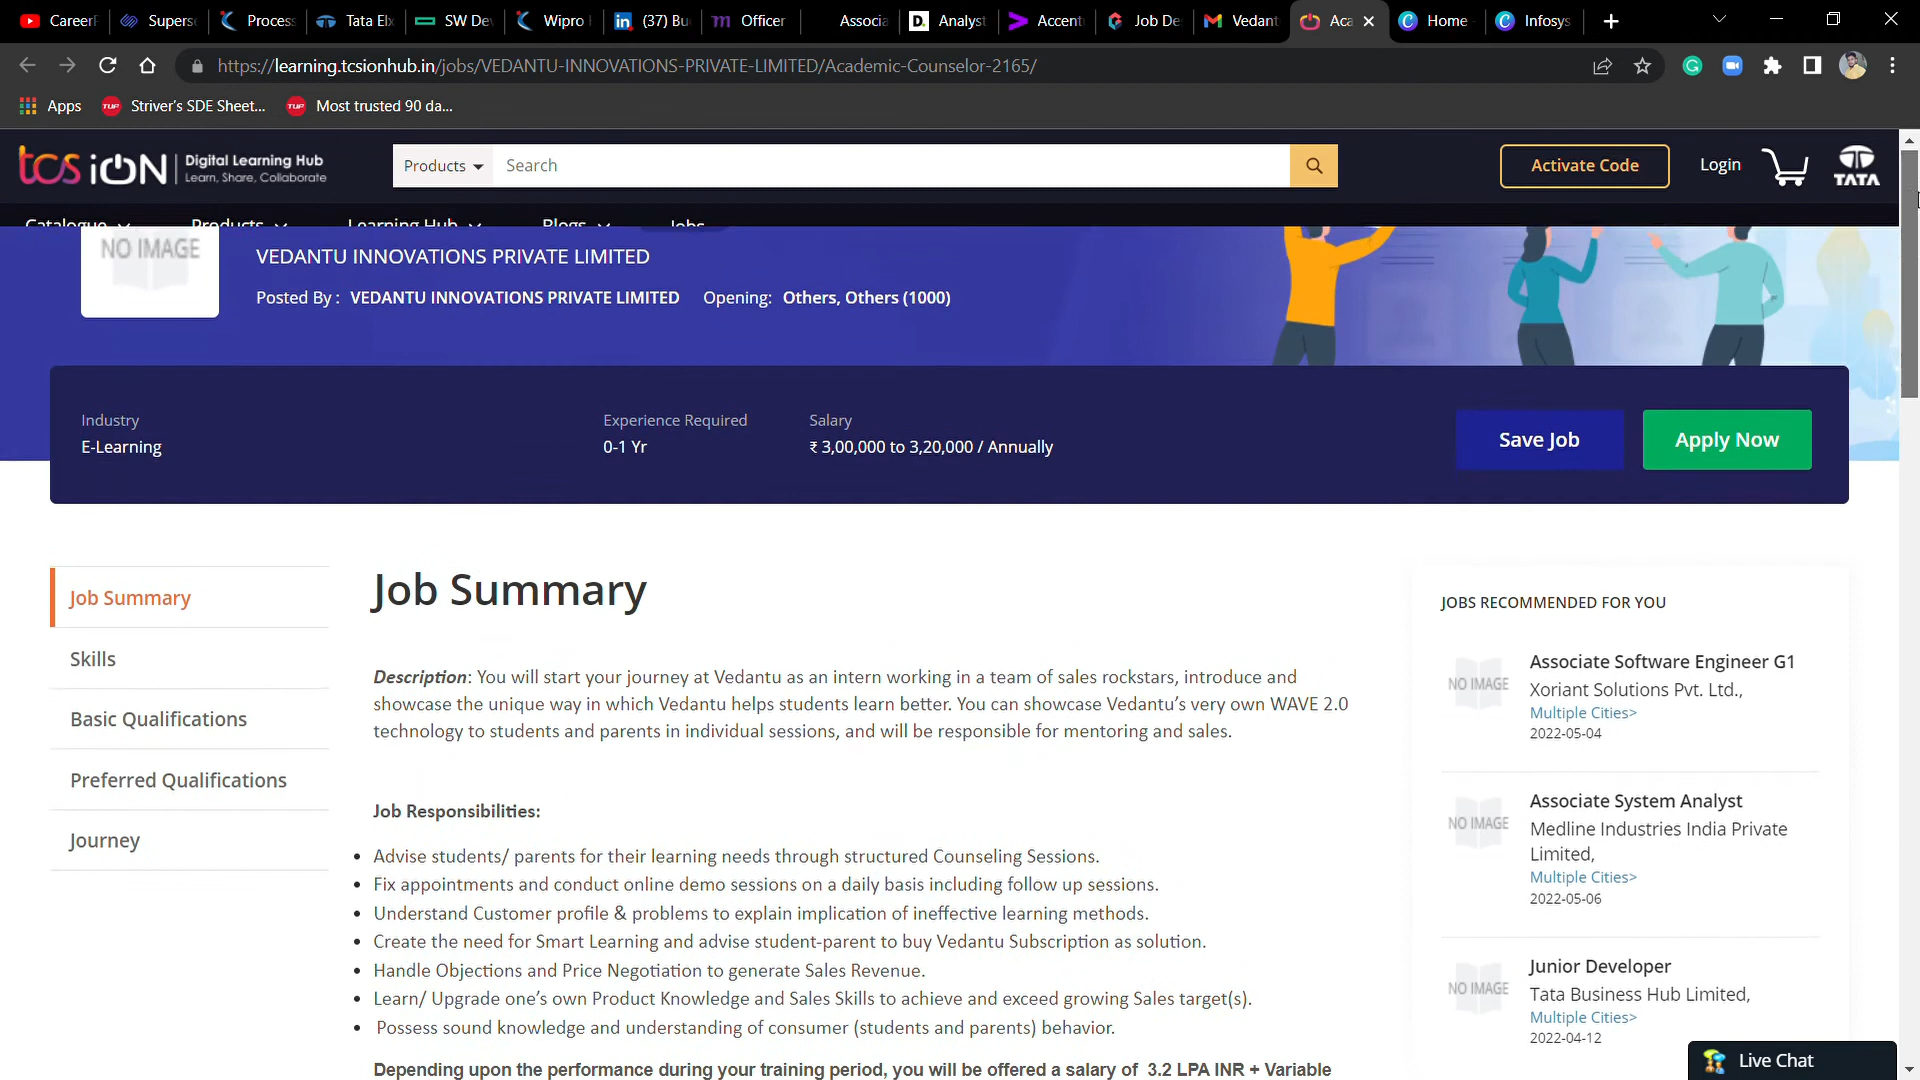 CareerF
Superse
Process
Tata Elx
SW Dev
Wipro
(37) Bu
Officer
Associa
Analyst
Accent
Job De
Vedant
Aca
Home
Infosys
https://learning.tcsionhub.in/jobs/VEDANTU-INNOVATIONS-PRIVATE-LIMITED/Academic-Counselor-2165/
Apps
Striver's SDE Sheet...
Most trusted 90 da...
tcs iON
Digital Learning Hub
Learn, Share, Collaborate
Products
Search
Activate Code
Login
TATA
Catalogue
Products
Learning Hub
Blogs
Jobs
NO IMAGE
VEDANTU INNOVATIONS PRIVATE LIMITED
Posted By : VEDANTU INNOVATIONS PRIVATE LIMITED Opening: Others, Others (1000)
Industry
E-Learning
Experience Required
0-1 Yr
Salary
₹ 3,00,000 to 3,20,000 / Annually
Save Job
Apply Now
Job Summary
Skills
Basic Qualifications
Preferred Qualifications
Journey
Job Summary
Description: You will start your journey at Vedantu as an intern working in a team of sales rockstars, introduce and
showcase the unique way in which Vedantu helps students learn better. You can showcase Vedantu's very own WAVE 2.0
technology to students and parents in individual sessions, and will be responsible for mentoring and sales.
Job Responsibilities:
• Advise students/ parents for their learning needs through structured Counseling Sessions.
• Fix appointments and conduct online demo sessions on a daily basis including follow up sessions.
• Understand Customer profile & problems to explain implication of ineffective learning methods.
• Create the need for Smart Learning and advise student-parent to buy Vedantu Subscription as solution.
• Handle Objections and Price Negotiation to generate Sales Revenue.
• Learn/ Upgrade one's own Product Knowledge and Sales Skills to achieve and exceed growing Sales target(s).
• Possess sound knowledge and understanding of consumer (students and parents) behavior.
Depending upon the performance during your training period, you will be offered a salary of 3.2 LPA INR + Variable
JOBS RECOMMENDED FOR YOU
NO IMAGE
Associate Software Engineer G1
Xoriant Solutions Pvt. Ltd.,
Multiple Cities>
2022-05-04
NO IMAGE
Associate System Analyst
Medline Industries India Private
Limited,
Multiple Cities>
2022-05-06
NO IMAGE
Junior Developer
Tata Business Hub Limited,
Multiple Cities>
2022-04-12
Live Chat